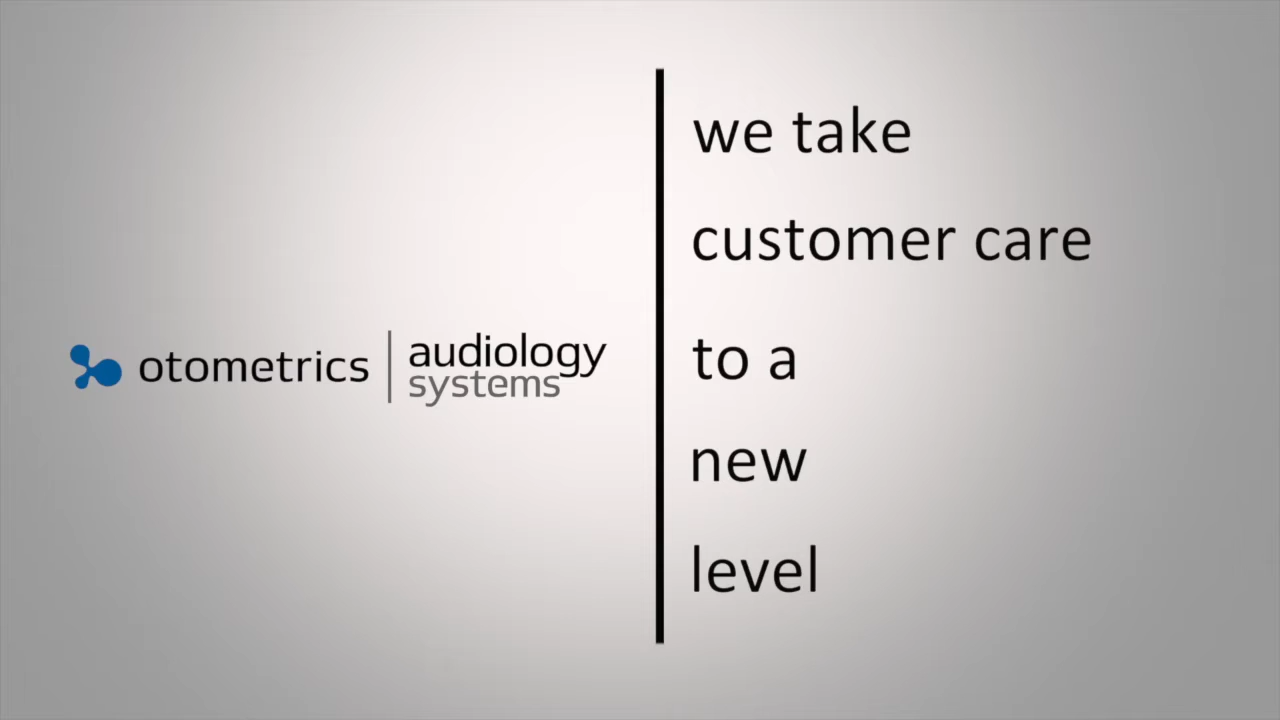 otometrics
audiology
systems
we take
customer care
to a
new
level